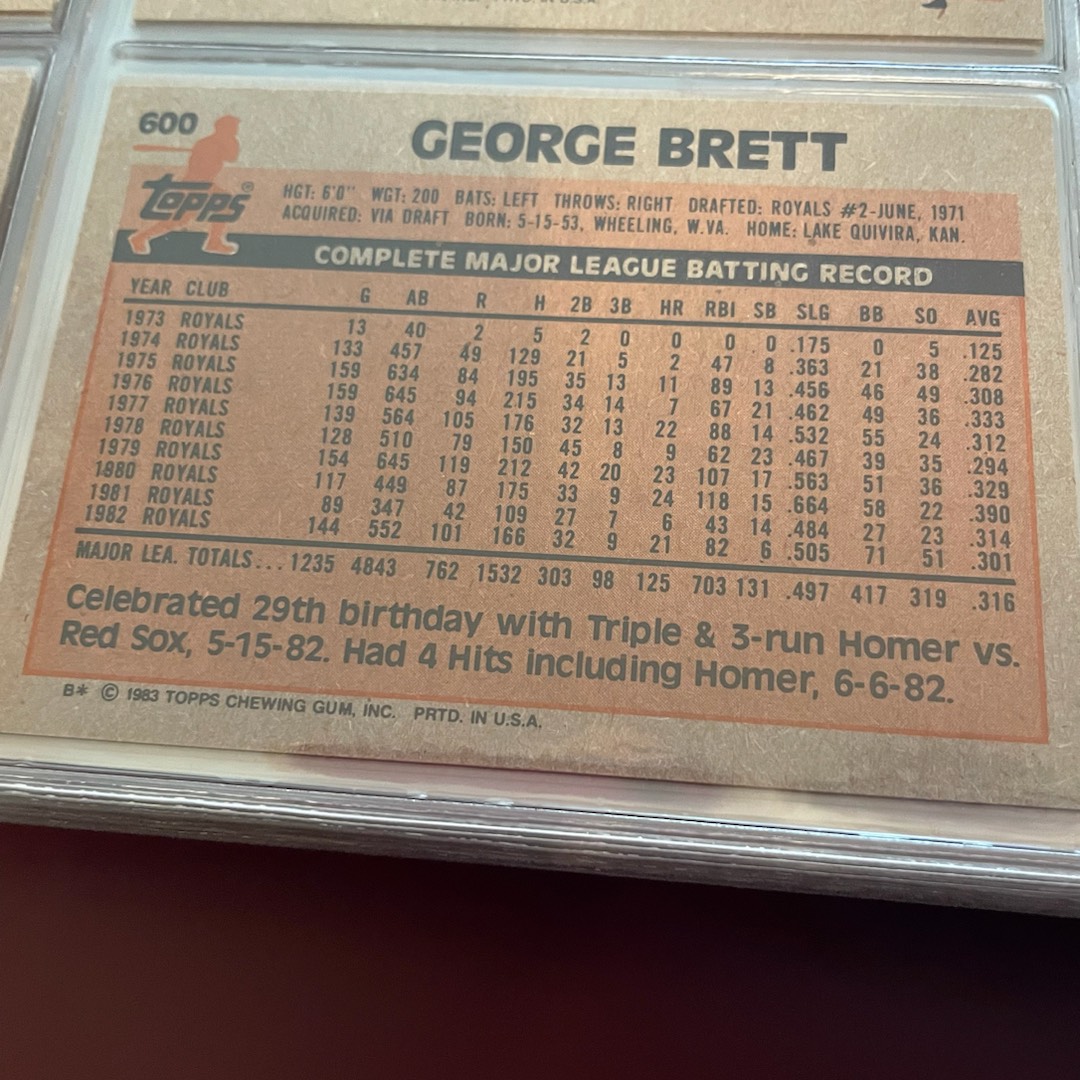 600
GEORGE BRETT
Topps®
HGT: 6'0" WGT: 200 BATS: LEFT THROWS: RIGHT DRAFTED: ROYALS #2-JUNE, 1971
ACQUIRED: VIA DRAFT BORN: 5-15-53, WHEELING, W.VA. HOME: LAKE QUIVIRA, KAN.
COMPLETE MAJOR LEAGUE BATTING RECORD
YEAR CLUB G AB R H 2B 3B HR RBI SB SLG BB SO AVG
1973 ROYALS 13 40 2 5 2 0 0 0 0 .175 0 5 .125
1974 ROYALS 133 457 49 129 21 5 2 47 8 .363 21 38 .282
1975 ROYALS 159 634 84 195 35 13 11 89 13 .456 46 49 .308
1976 ROYALS 159 645 94 215 34 14 7 67 21 .462 49 36 .333
1977 ROYALS 139 564 105 176 32 13 22 88 14 .532 55 24 .312
1978 ROYALS 128 510 79 150 45 8 9 62 23 .467 39 35 .294
1979 ROYALS 154 645 119 212 42 20 23 107 17 .563 51 36 .329
1980 ROYALS 117 449 87 175 33 9 24 118 15 .664 58 22 .390
1981 ROYALS 89 347 42 109 27 7 6 43 14 .484 27 23 .314
1982 ROYALS 144 552 101 166 32 9 21 82 6 .505 71 51 .301
MAJOR LEA. TOTALS... 1235 4843 762 1532 303 98 125 703 131 .497 417 319 .316
Celebrated 29th birthday with Triple & 3-run Homer vs.
Red Sox, 5-15-82. Had 4 Hits including Homer, 6-6-82.
B* © 1983 TOPPS CHEWING GUM, INC. PRTD. IN U.S.A.